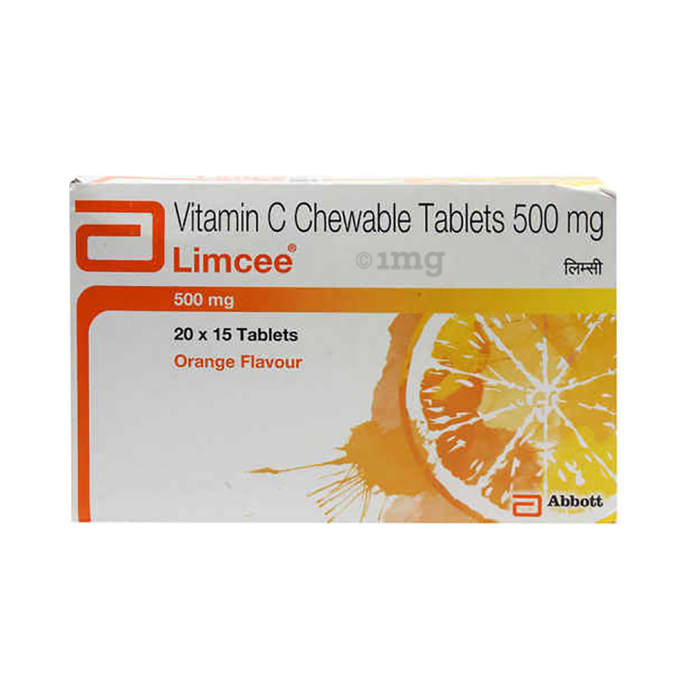 Vitamin C Chewable Tablets 500 mg
Limcee®
©1mg
लिम्सी
500 mg
20 x 15 Tablets
Orange Flavour
Abbott